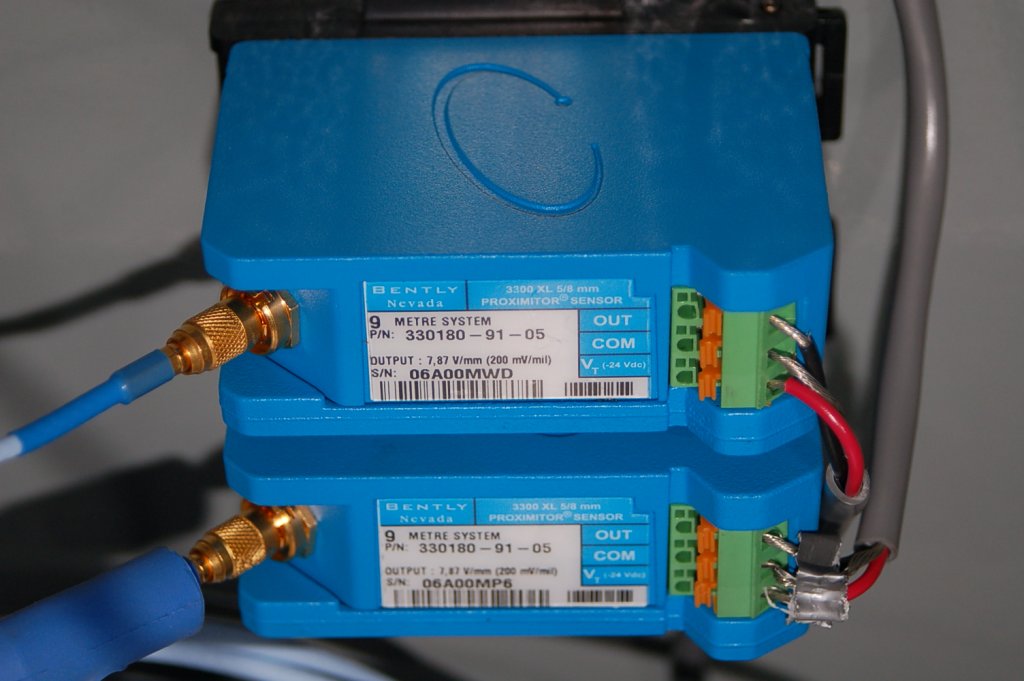 BENTLY
Nevada
3300 XL 5/8 mm
PROXIMITOR® SENSOR
9 METRE SYSTEM
P/N: 330180-91-05
OUTPUT: 7,87 V/mm (200 mV/mil)
S/N: 06A00MP6
OUT
COM
VT (-24 Vdc)
BENTLY
Nevada
3300 XL 5/8 mm
PROXIMITOR® SENSOR
9 METRE SYSTEM
P/N: 330180-91-05
OUTPUT: 7,87 V/mm (200 mV/mil)
S/N: 06A00MWD
OUT
COM
VT (-24 Vdc)